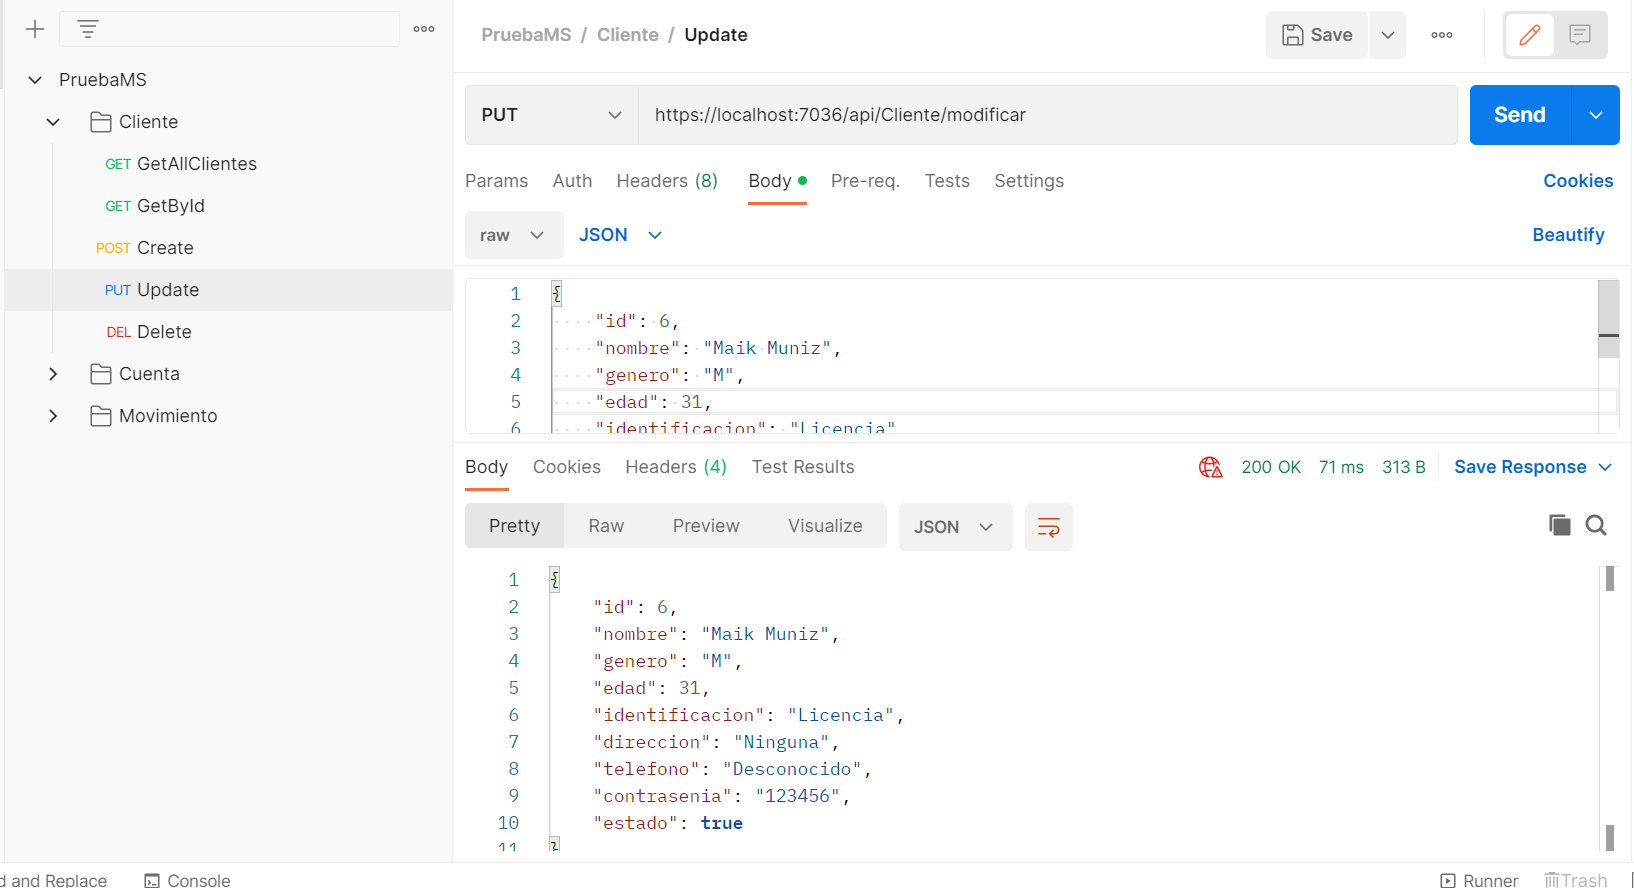 PruebaMS
Cliente
GET GetAllClientes
GET GetById
POST Create
PUT Update
DEL Delete
Cuenta
Movimiento
PruebaMS / Cliente / Update
Save
PUT
https://localhost:7036/api/Cliente/modificar
Send
Params Auth Headers (8) Body Pre-req. Tests Settings Cookies
raw JSON Beautify
1 {
2 "id": 6,
3 "nombre": "Maik Muniz",
4 "genero": "M",
5 "edad": 31,
6 "identificacion": "Licencia"
Body Cookies Headers (4) Test Results 200 OK 71 ms 313 B Save Response
Pretty Raw Preview Visualize JSON
1 {
2 "id": 6,
3 "nombre": "Maik Muniz",
4 "genero": "M",
5 "edad": 31,
6 "identificacion": "Licencia",
7 "direccion": "Ninguna",
8 "telefono": "Desconocido",
9 "contrasenia": "123456",
10 "estado": true
11 }
and Replace Console Runner Trash